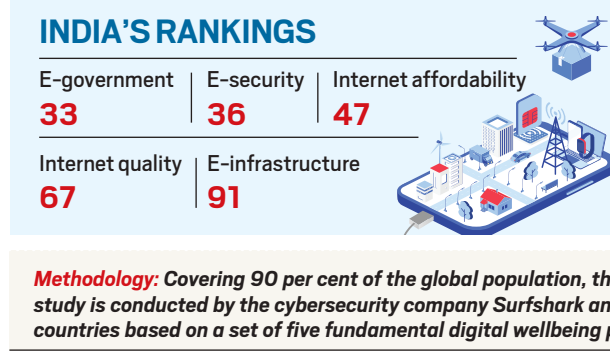 INDIA'S RANKINGS
E-government E-security Internet affordability
33 36 47
Internet quality E-infrastructure
67 91
Methodology: Covering 90 per cent of the global population,
study is conducted by the cybersecurity company Surfshark
countries based on a set of five fundamental digital wellbeing